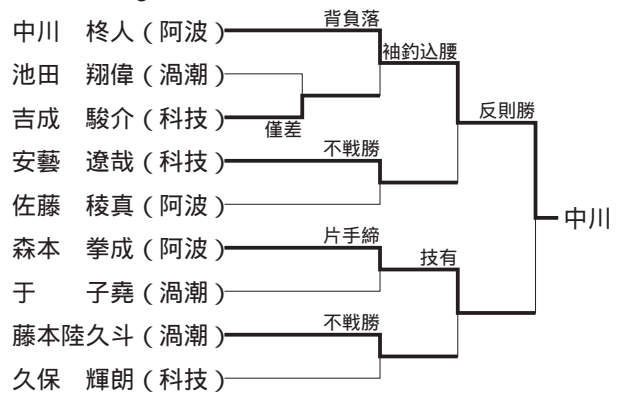 背負落
中川　柊人（阿波）
袖釣込腰
池田　翔偉（渦潮）
反則勝
吉成　駿介（科技）
僅差
不戦勝
安藝　遼哉（科技）
佐藤　稜真（阿波）
中川
片手締
森本　拳成（阿波）
技有
于　子堯（渦潮）
不戦勝
藤本陸久斗（渦潮）
久保　輝朗（科技）